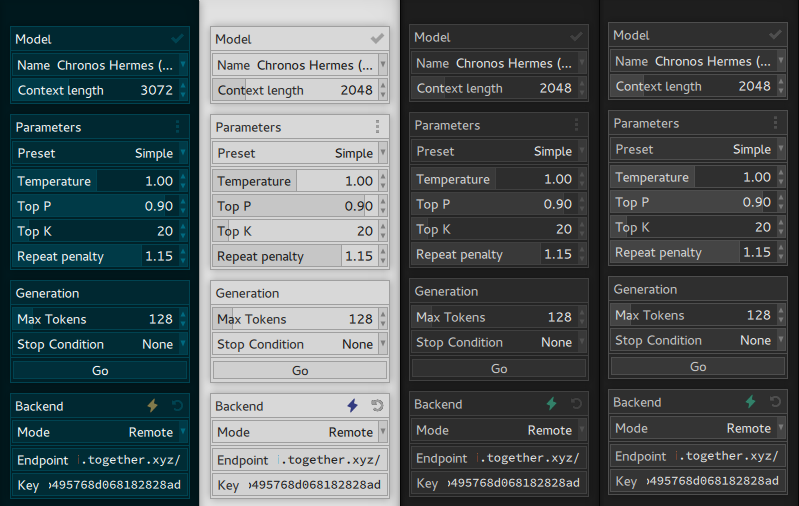 Model
Name Chronos Hermes (...
Context length 3072
Parameters
Preset Simple
Temperature 1.00
Top P 0.90
Top K 20
Repeat penalty 1.15
Generation
Max Tokens 128
Stop Condition None
Go
Backend
Mode Remote
Endpoint .together.xyz/
Key 495768d068182828ad
Model
Name Chronos Hermes (...
Context length 2048
Parameters
Preset Simple
Temperature 1.00
Top P 0.90
Top K 20
Repeat penalty 1.15
Generation
Max Tokens 128
Stop Condition None
Go
Backend
Mode Remote
Endpoint .together.xyz/
Key 495768d068182828ad
Model
Name Chronos Hermes (...
Context length 2048
Parameters
Preset Simple
Temperature 1.00
Top P 0.90
Top K 20
Repeat penalty 1.15
Generation
Max Tokens 128
Stop Condition None
Go
Backend
Mode Remote
Endpoint .together.xyz/
Key 495768d068182828ad
Model
Name Chronos Hermes (...
Context length 2048
Parameters
Preset Simple
Temperature 1.00
Top P 0.90
Top K 20
Repeat penalty 1.15
Generation
Max Tokens 128
Stop Condition None
Go
Backend
Mode Remote
Endpoint .together.xyz/
Key 495768d068182828ad